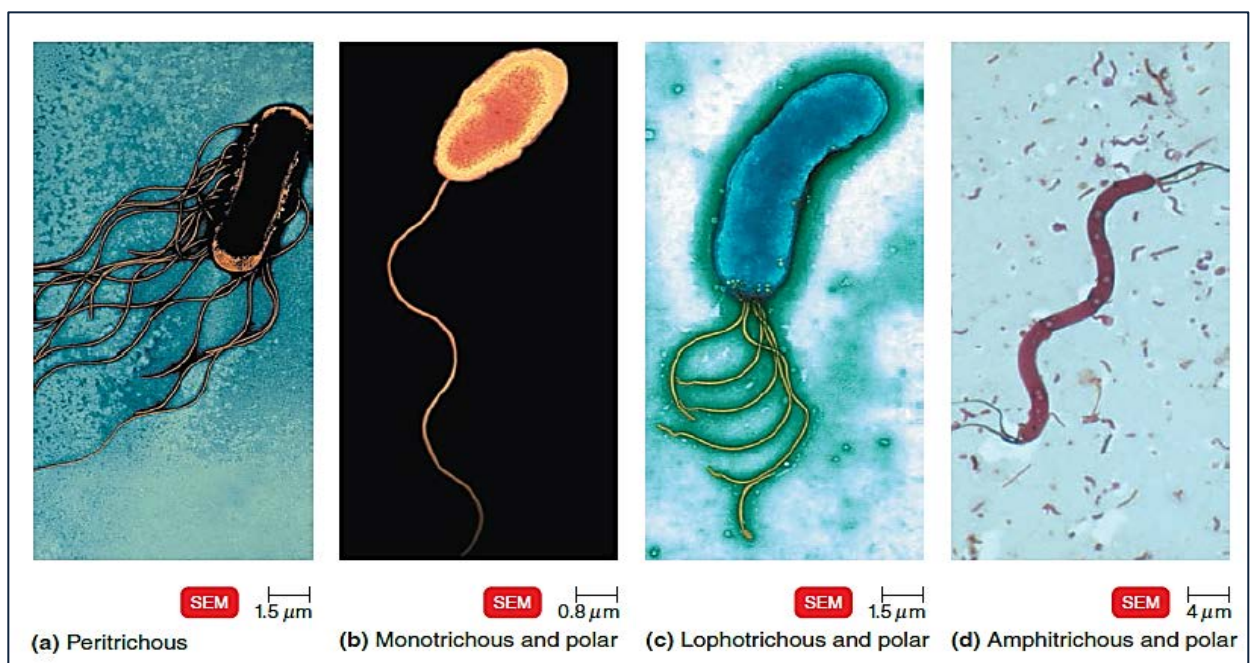 SEM 1.5 μm
(a) Peritrichous
SEM 0.8 μm
(b) Monotrichous and polar
SEM 1.5 μm
(c) Lophotrichous and polar
SEM 4 μm
(d) Amphitrichous and polar